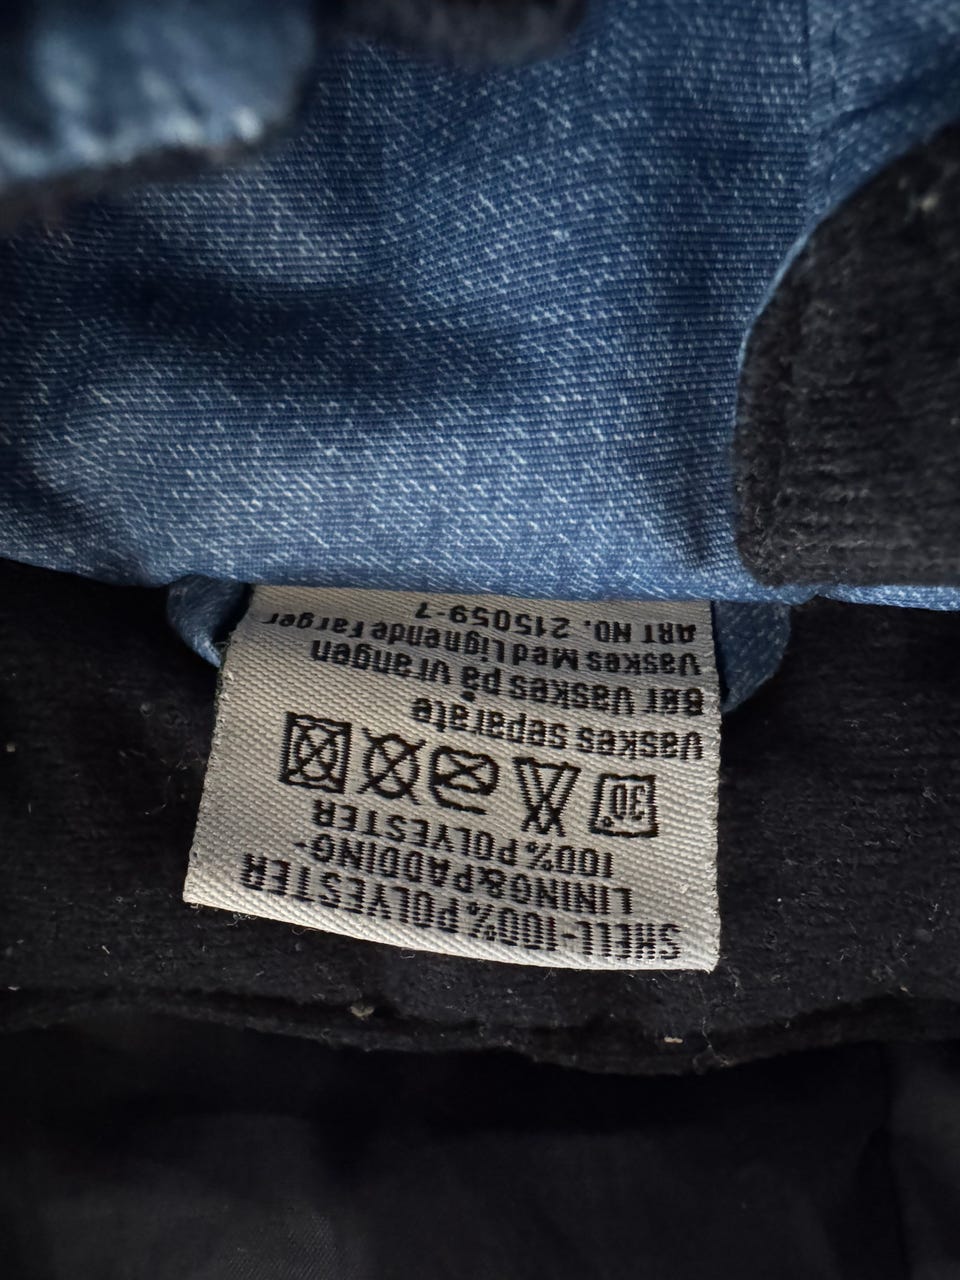 SHELL-100% POLYESTER
LINING&PADDING-
100% POLYESTER
30°
Vaskes separate
Bør vaskes på vrangen
Vaskes Med Lignende Farger
ART NO. 215059-7